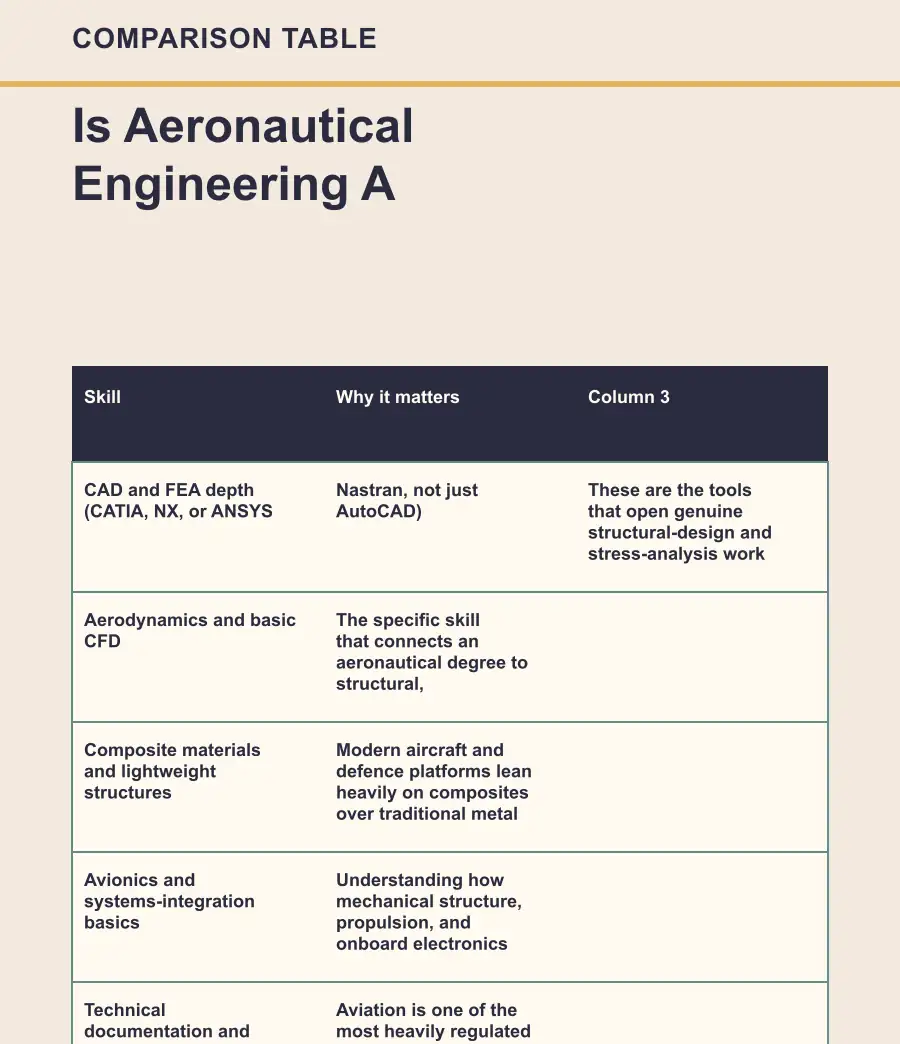 COMPARISON TABLE
Is Aeronautical
Engineering A
Skill
Why it matters
Column 3
CAD and FEA depth
(CATIA, NX, or ANSYS
Nastran, not just
AutoCAD)
These are the tools
that open genuine
structural-design and
stress-analysis work
Aerodynamics and basic
CFD
The specific skill
that connects an
aeronautical degree to
structural,
Composite materials
and lightweight
structures
Modern aircraft and
defence platforms lean
heavily on composites
over traditional metal
Avionics and
systems-integration
basics
Understanding how
mechanical structure,
propulsion, and
onboard electronics
Technical
documentation and
Aviation is one of the
most heavily regulated